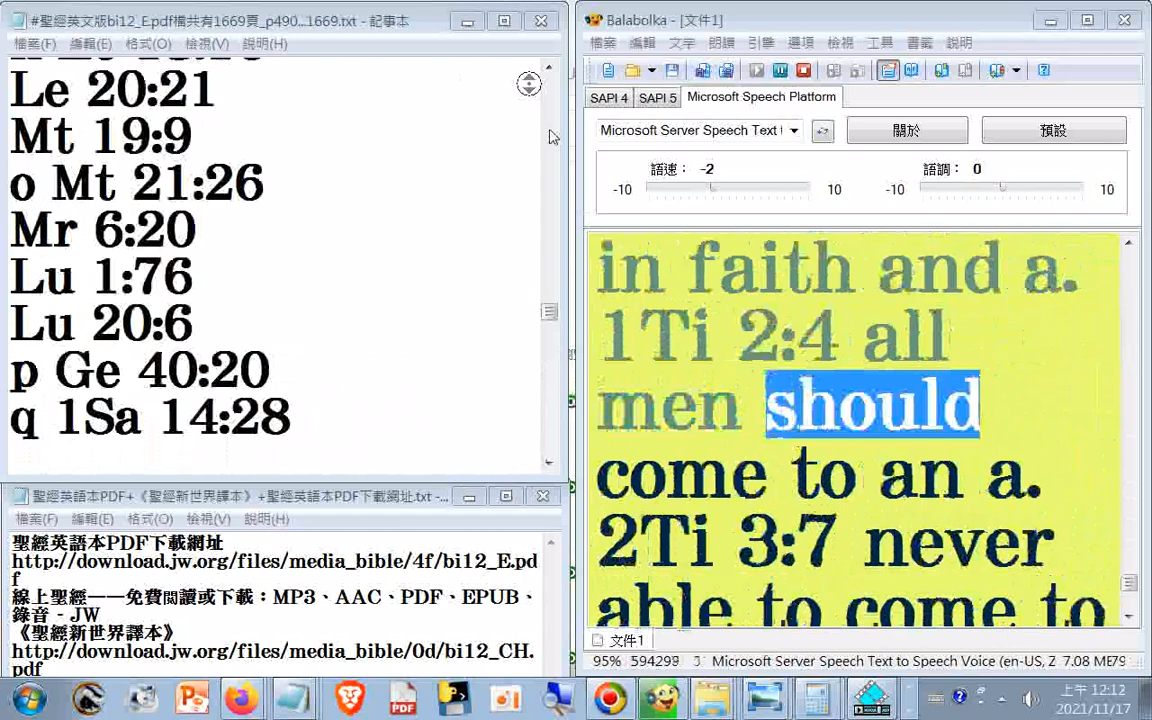 #聖經英文版bi12_E.pdf檔共有1669頁_p490...1669.txt - 記事本
檔案(F) 編輯(E) 格式(O) 檢視(V) 說明(H)
Le 20:21
Mt 19:9
o Mt 21:26
Mr 6:20
Lu 1:76
Lu 20:6
p Ge 40:20
q 1Sa 14:28
聖經英語本PDF+《聖經新世界譯本》+聖經英語本PDF下載網址.txt -...
檔案(F) 編輯(E) 格式(O) 檢視(V) 說明(H)
聖經英語本PDF下載網址
http://download.jw.org/files/media_bible/4f/bi12_E.pd
f
線上聖經——免費閱讀或下載：MP3、AAC、PDF、EPUB、
錄音 - JW
《聖經新世界譯本》
http://download.jw.org/files/media_bible/0d/bi12_CH.
pdf
Balabolka - [文件1]
檔案 編輯 文字 朗讀 引擎 選項 檢視 工具 書籤 說明
SAPI 4 SAPI 5 Microsoft Speech Platform
Microsoft Server Speech Text 關於 預設
語速： -2 語調： 0
-10 10 -10 10
in faith and a.
1Ti 2:4 all
men should
come to an a.
2Ti 3:7 never
able to come to
文件1
95% 594299 Microsoft Server Speech Text to Speech Voice (en-US, Z 7.08 ME79
上午 12:12
2021/11/17